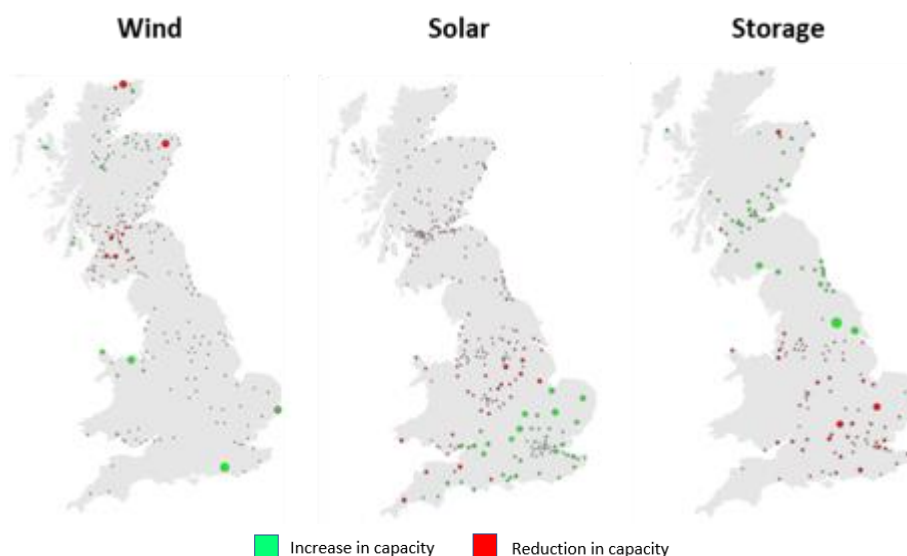 Wind
Solar
Storage
Increase in capacity
Reduction in capacity